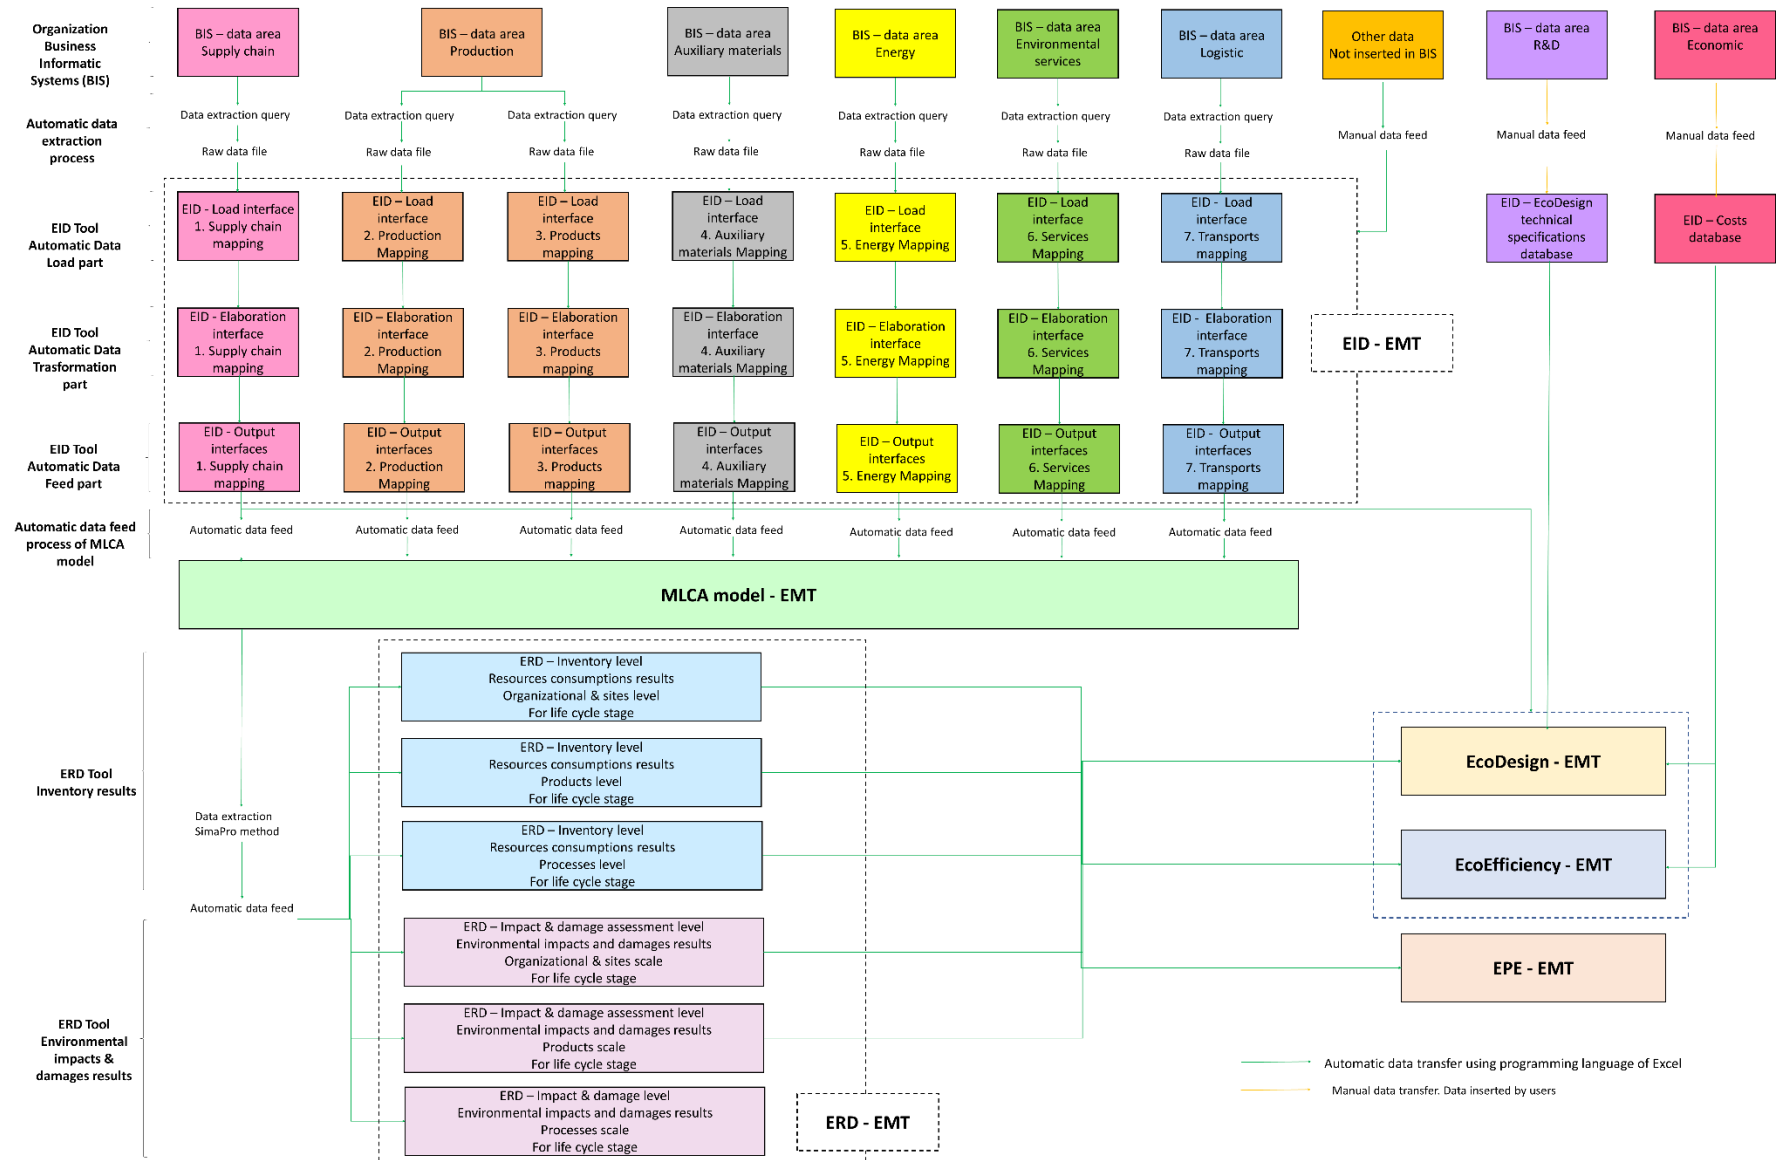 Organization
Business
Informatic
Systems (BIS)
BIS – data area
Supply chain
BIS – data area
Production
BIS – data area
Auxiliary materials
BIS – data area
Energy
BIS – data area
Environmental
services
BIS – data area
Logistic
Other data
Not inserted in BIS
BIS – data area
R&D
BIS – data area
Economic
Automatic data
extraction
process
Data extraction query
Data extraction query
Data extraction query
Data extraction query
Data extraction query
Data extraction query
Data extraction query
Manual data feed
Manual data feed
Manual data feed
Raw data file
Raw data file
Raw data file
Raw data file
Raw data file
Raw data file
Raw data file
EID Tool
Automatic Data
Load part
EID - Load interface
1. Supply chain
mapping
EID – Load
interface
2. Production
Mapping
EID – Load
interface
3. Products
mapping
EID – Load
interface
4. Auxiliary
materials Mapping
EID – Load
interface
5. Energy Mapping
EID – Load
interface
6. Services
Mapping
EID - Load
interface
7. Transports
mapping
EID – EcoDesign
technical
specifications
database
EID – Costs
database
EID Tool
Automatic Data
Trasformation
part
EID - Elaboration
interface
1. Supply chain
mapping
EID – Elaboration
interface
2. Production
Mapping
EID – Elaboration
interface
3. Products
mapping
EID – Elaboration
interface
4. Auxiliary
materials Mapping
EID – Elaboration
interface
5. Energy Mapping
EID – Elaboration
interface
6. Services
Mapping
EID - Elaboration
interface
7. Transports
mapping
EID - EMT
EID Tool
Automatic Data
Feed part
EID - Output
interfaces
1. Supply chain
mapping
EID – Output
interfaces
2. Production
Mapping
EID – Output
interfaces
3. Products
mapping
EID – Output
interfaces
4. Auxiliary
materials Mapping
EID – Output
interfaces
5. Energy Mapping
EID – Output
interfaces
6. Services
Mapping
EID - Output
interfaces
7. Transports
mapping
Automatic data feed
process of MLCA
model
Automatic data feed
Automatic data feed
Automatic data feed
Automatic data feed
Automatic data feed
Automatic data feed
Automatic data feed
MLCA model - EMT
ERD Tool
Inventory results
Data extraction
SimaPro method
Automatic data feed
ERD – Inventory level
Resources consumptions results
Organizational & sites level
For life cycle stage
ERD – Inventory level
Resources consumptions results
Products level
For life cycle stage
ERD – Inventory level
Resources consumptions results
Processes level
For life cycle stage
EcoDesign - EMT
EcoEfficiency - EMT
EPE - EMT
ERD Tool
Environmental
impacts &
damages results
ERD – Impact & damage assessment level
Environmental impacts and damages results
Organizational & sites scale
For life cycle stage
ERD – Impact & damage assessment level
Environmental impacts and damages results
Products scale
For life cycle stage
ERD – Impact & damage level
Environmental impacts and damages results
Processes scale
For life cycle stage
ERD - EMT
Automatic data transfer using programming language of Excel
Manual data transfer. Data inserted by users